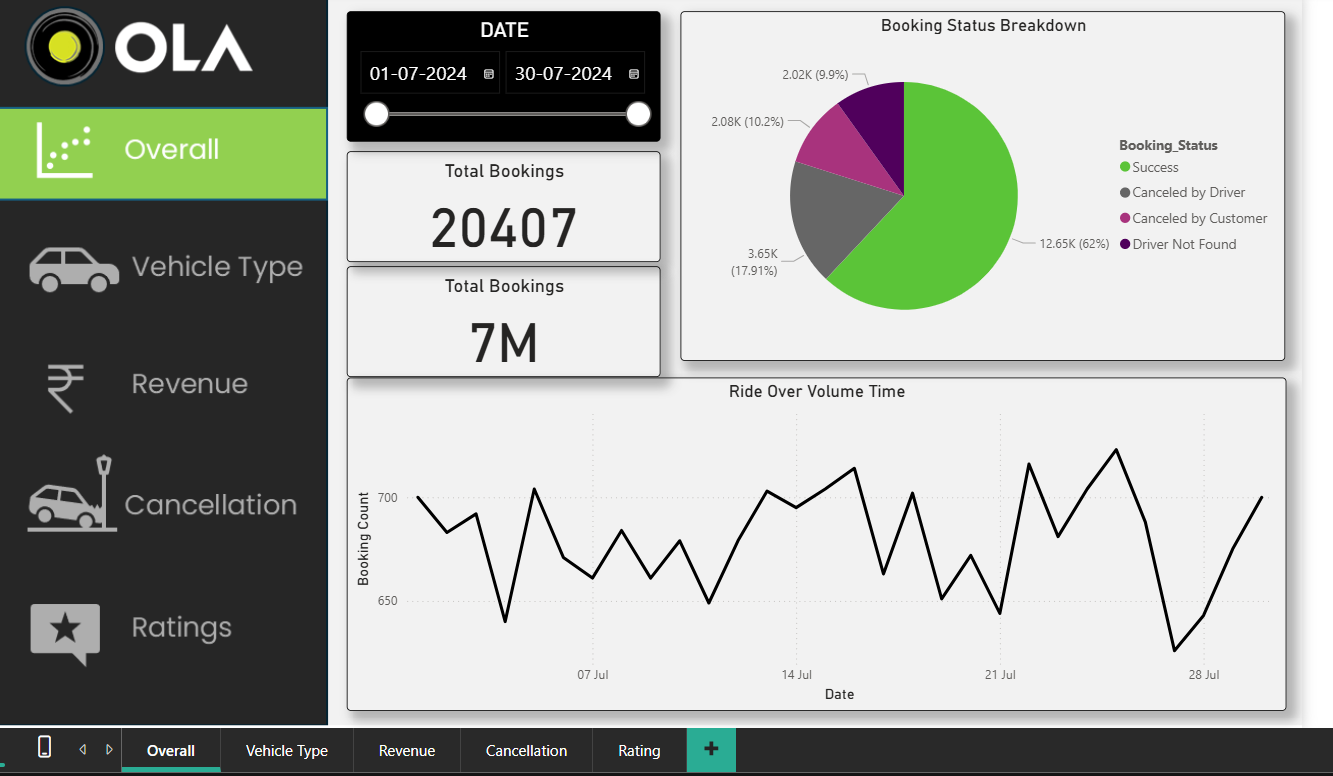 OLA
Overall
Vehicle Type
Revenue
Cancellation
Ratings
DATE
01-07-2024 30-07-2024
Total Bookings
20407
Total Bookings
7M
Booking Status Breakdown
2.02K (9.9%)
2.08K (10.2%)
3.65K
(17.91%)
12.65K (62%)
Booking_Status
Success
Canceled by Driver
Canceled by Customer
Driver Not Found
Ride Over Volume Time
Booking Count
700
650
07 Jul 14 Jul 21 Jul 28 Jul
Date
Overall Vehicle Type Revenue Cancellation Rating +